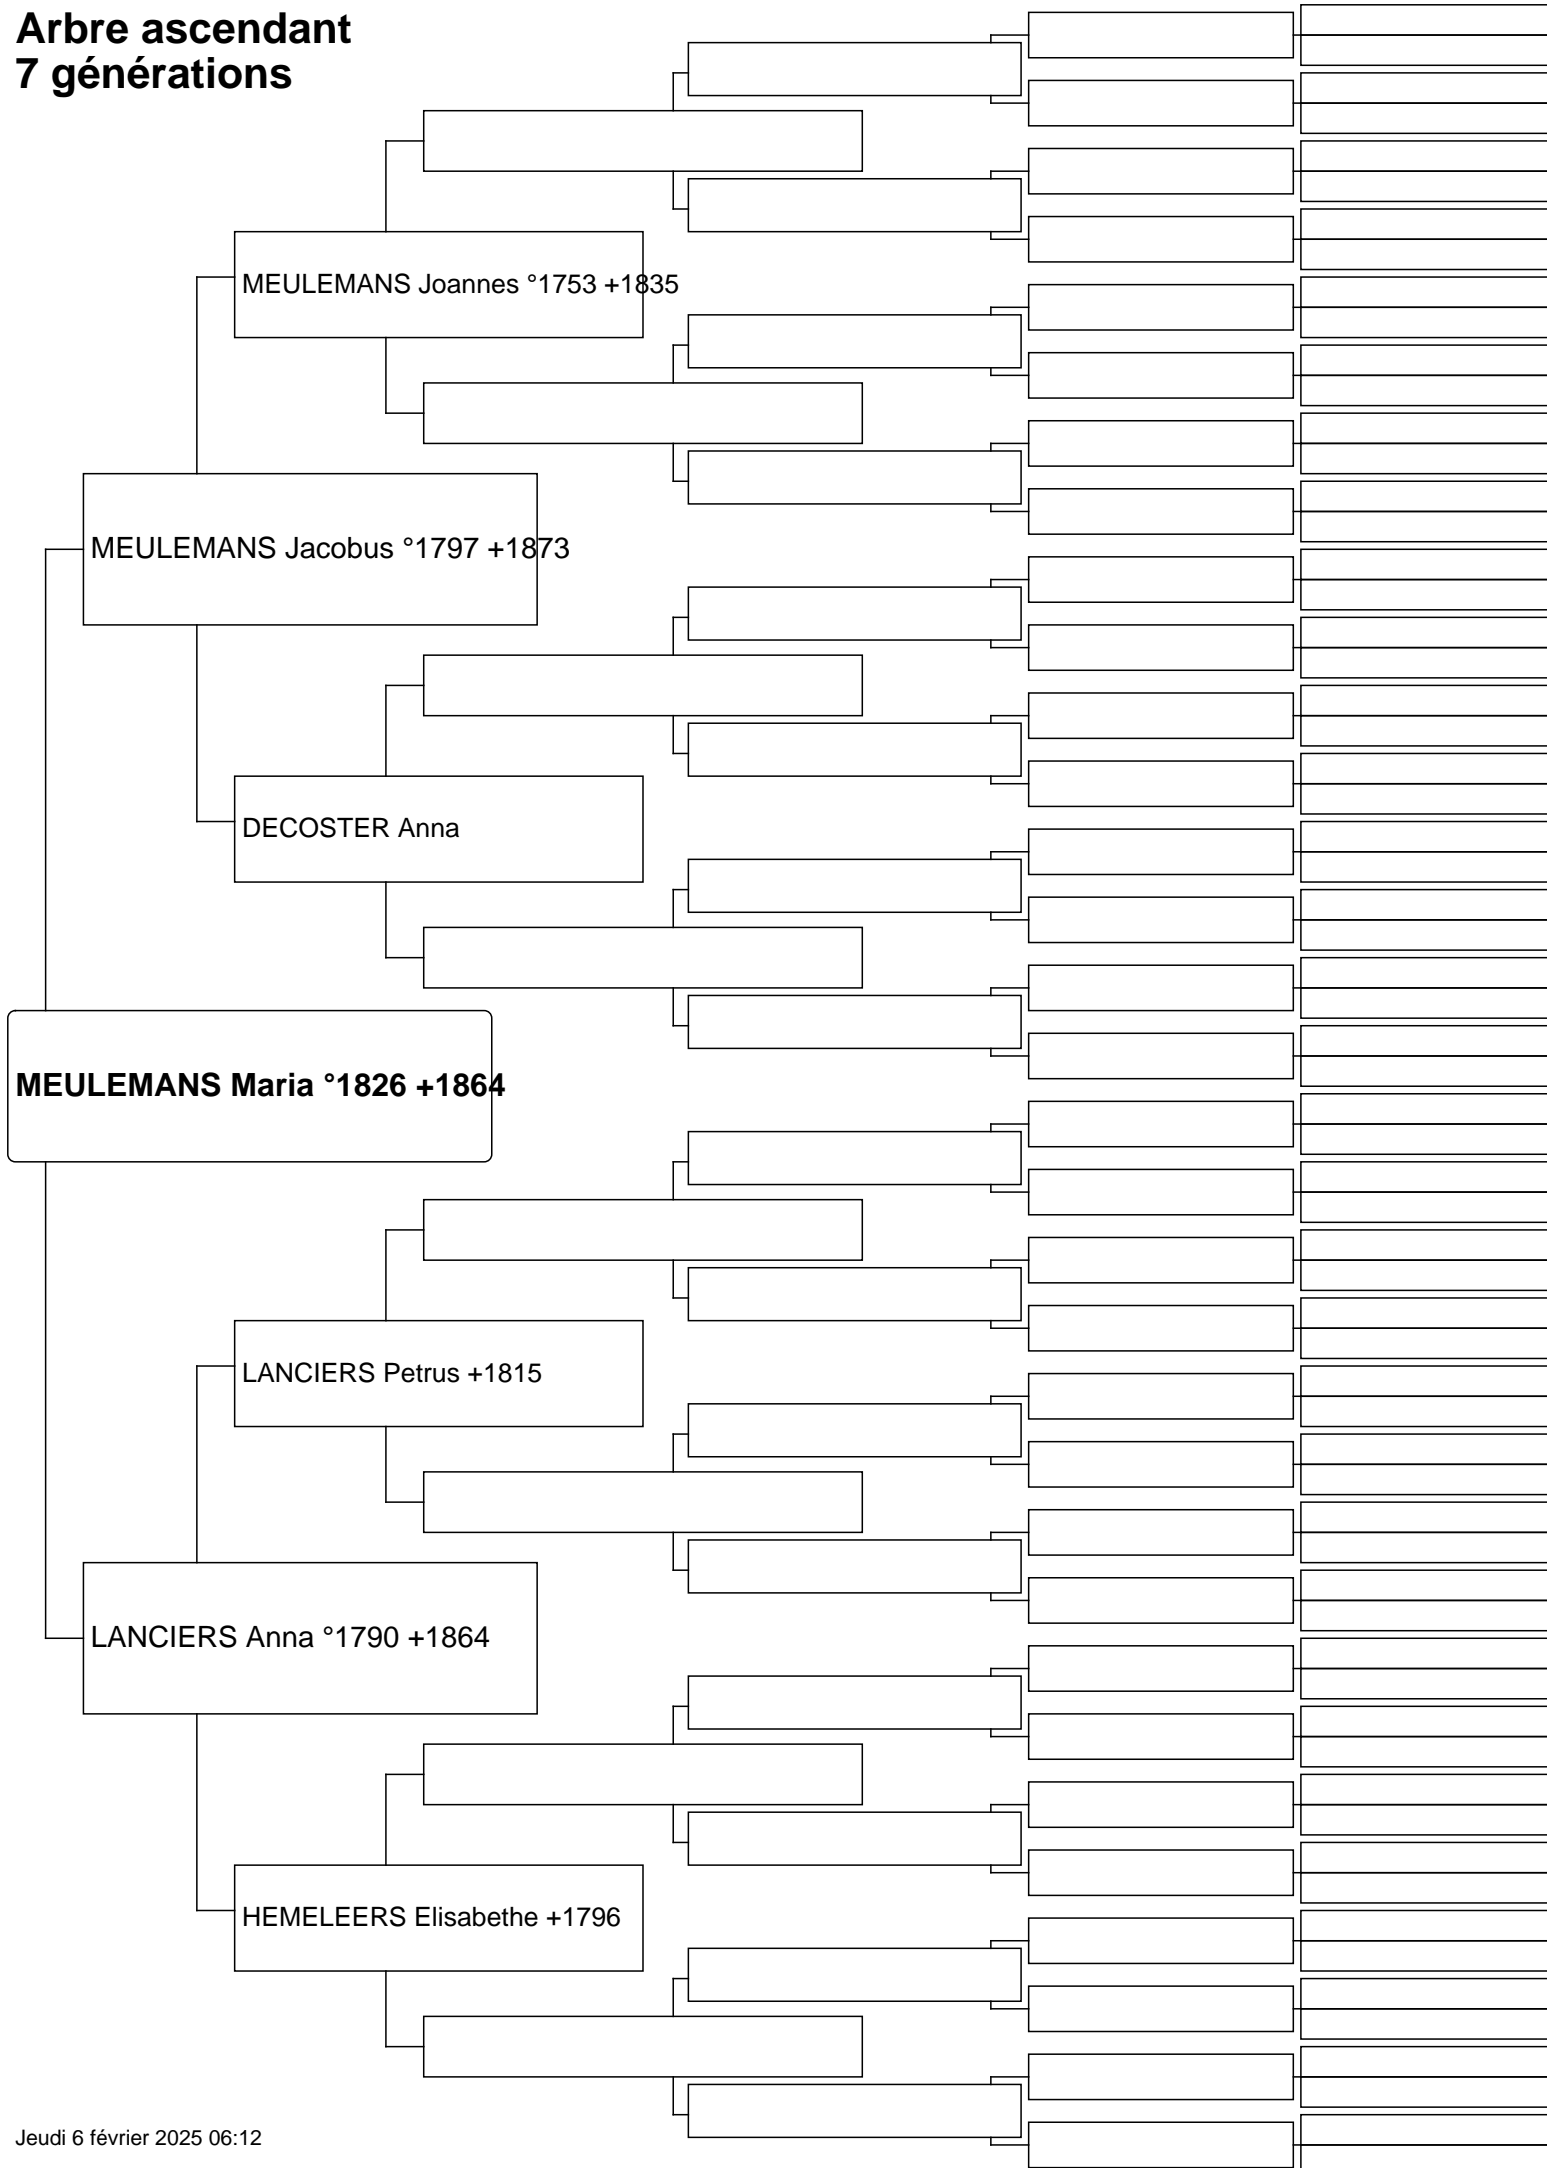 Arbre ascendant
7 générations
MEULEMANS Joannes °1753 +1835
MEULEMANS Jacobus °1797 +1873
DECOSTER Anna
MEULEMANS Maria °1826 +1864
LANCIERS Petrus +1815
LANCIERS Anna °1790 +1864
HEMELEERS Elisabethe +1796
Jeudi 6 février 2025 06:12